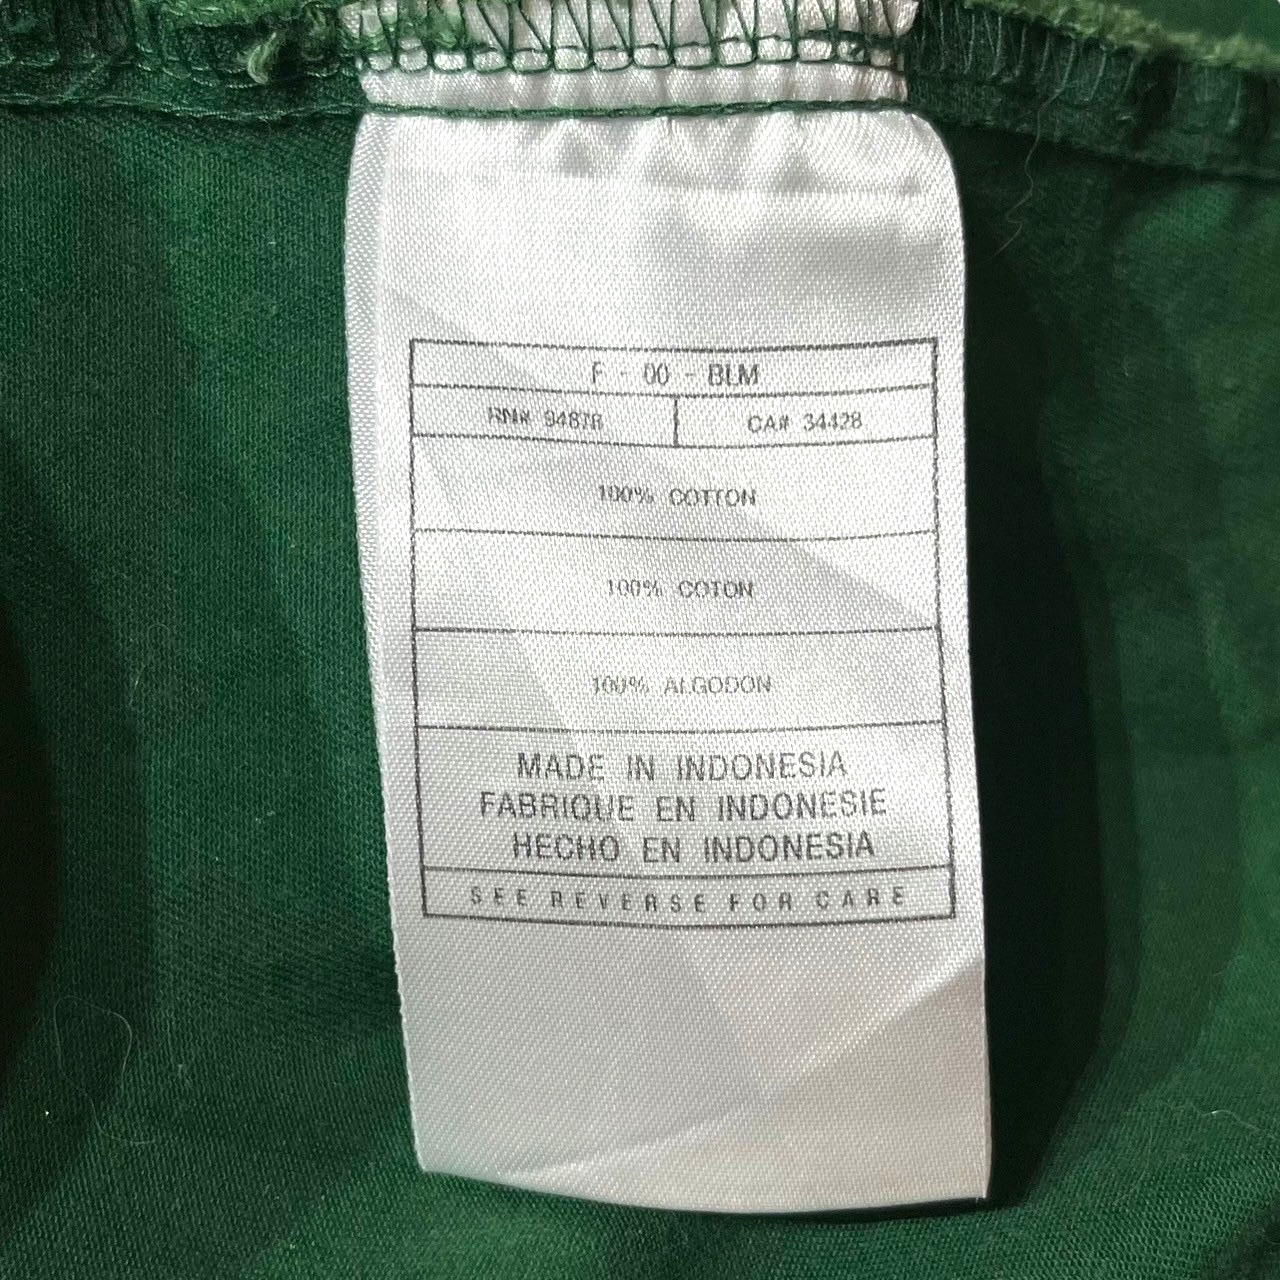 F - 00 - BLM
RN# 94878
CA# 34428
100% COTTON
100% COTON
100% ALGODON
MADE IN INDONESIA
FABRIQUE EN INDONESIE
HECHO EN INDONESIA
SEE REVERSE FOR CARE